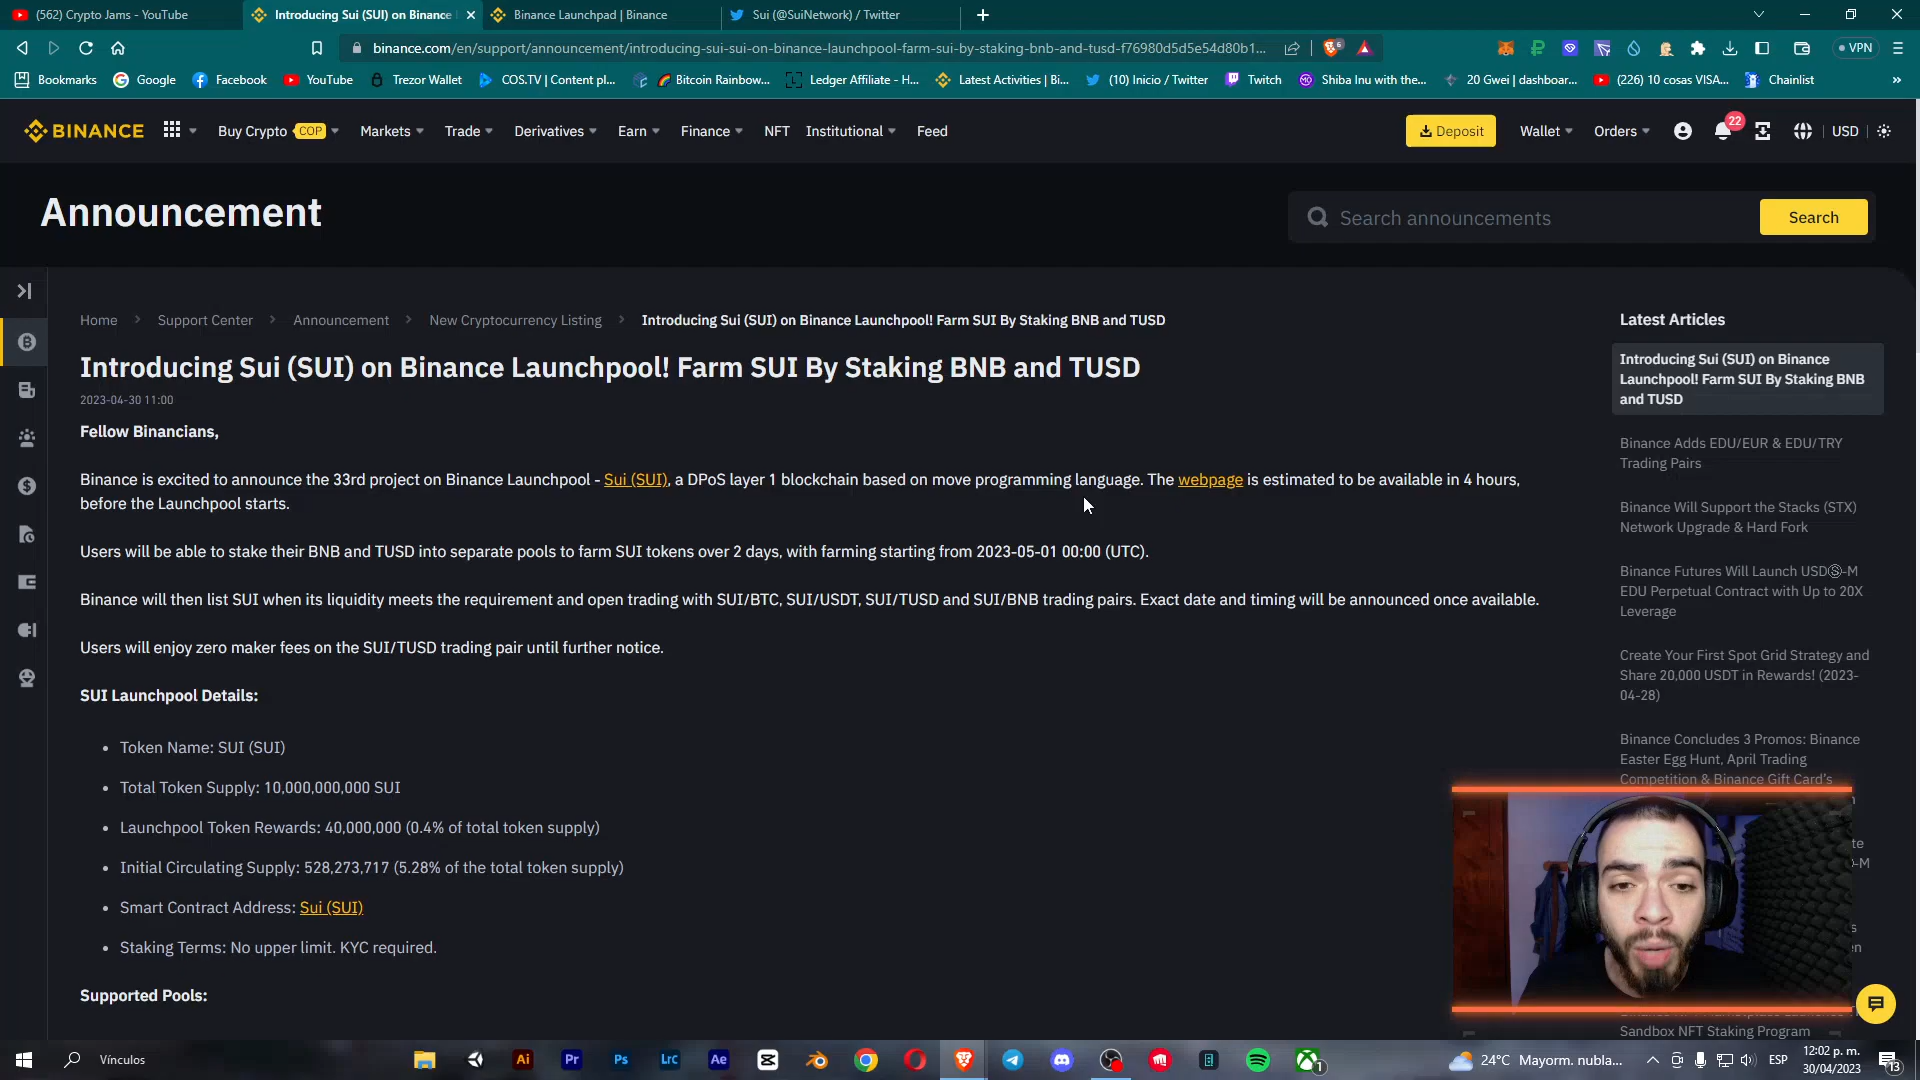 (562) Crypto Jams - YouTube
Introducing Sui (SUI) on Binance
Binance Launchpad | Binance
Sui (@SuiNetwork) / Twitter
binance.com/en/support/announcement/introducing-sui-sui-on-binance-launchpool-farm-sui-by-staking-bnb-and-tusd-f76980d5d5e54d80b1...
6
VPN
Bookmarks
Google
Facebook
YouTube
Trezor Wallet
COS.TV | Content pl...
Bitcoin Rainbow...
Ledger Affiliate - H...
Latest Activities | Bi...
(10) Inicio / Twitter
Twitch
Shiba Inu with the...
20 Gwei | dashboar...
(226) 10 cosas VISA...
Chainlist
»
BINANCE
Buy Crypto COP
Markets
Trade
Derivatives
Earn
Finance
NFT
Institutional
Feed
Deposit
Wallet
Orders
22
USD
Announcement
Search announcements
Search
Home > Support Center > Announcement > New Cryptocurrency Listing > Introducing Sui (SUI) on Binance Launchpool! Farm SUI By Staking BNB and TUSD
Introducing Sui (SUI) on Binance Launchpool! Farm SUI By Staking BNB and TUSD
2023-04-30 11:00
Fellow Binancians,
Binance is excited to announce the 33rd project on Binance Launchpool - Sui (SUI), a DPoS layer 1 blockchain based on move programming language. The webpage is estimated to be available in 4 hours,
before the Launchpool starts.
Users will be able to stake their BNB and TUSD into separate pools to farm SUI tokens over 2 days, with farming starting from 2023-05-01 00:00 (UTC).
Binance will then list SUI when its liquidity meets the requirement and open trading with SUI/BTC, SUI/USDT, SUI/TUSD and SUI/BNB trading pairs. Exact date and timing will be announced once available.
Users will enjoy zero maker fees on the SUI/TUSD trading pair until further notice.
SUI Launchpool Details:
• Token Name: SUI (SUI)
• Total Token Supply: 10,000,000,000 SUI
• Launchpool Token Rewards: 40,000,000 (0.4% of total token supply)
• Initial Circulating Supply: 528,273,717 (5.28% of the total token supply)
• Smart Contract Address: Sui (SUI)
• Staking Terms: No upper limit. KYC required.
Supported Pools:
Latest Articles
Introducing Sui (SUI) on Binance
Launchpool! Farm SUI By Staking BNB
and TUSD
Binance Adds EDU/EUR & EDU/TRY
Trading Pairs
Binance Will Support the Stacks (STX)
Network Upgrade & Hard Fork
Binance Futures Will Launch USDⓈ-M
EDU Perpetual Contract with Up to 20X
Leverage
Create Your First Spot Grid Strategy and
Share 20,000 USDT in Rewards! (2023-
04-28)
Binance Concludes 3 Promos: Binance
Easter Egg Hunt, April Trading
Competition & Binance Gift Card's
Sandbox NFT Staking Program
Vínculos
Ai
Pr
Ps
Lrc
Ae
1
24°C Mayorm. nubla...
ESP
12:02 p. m.
30/04/2023
13